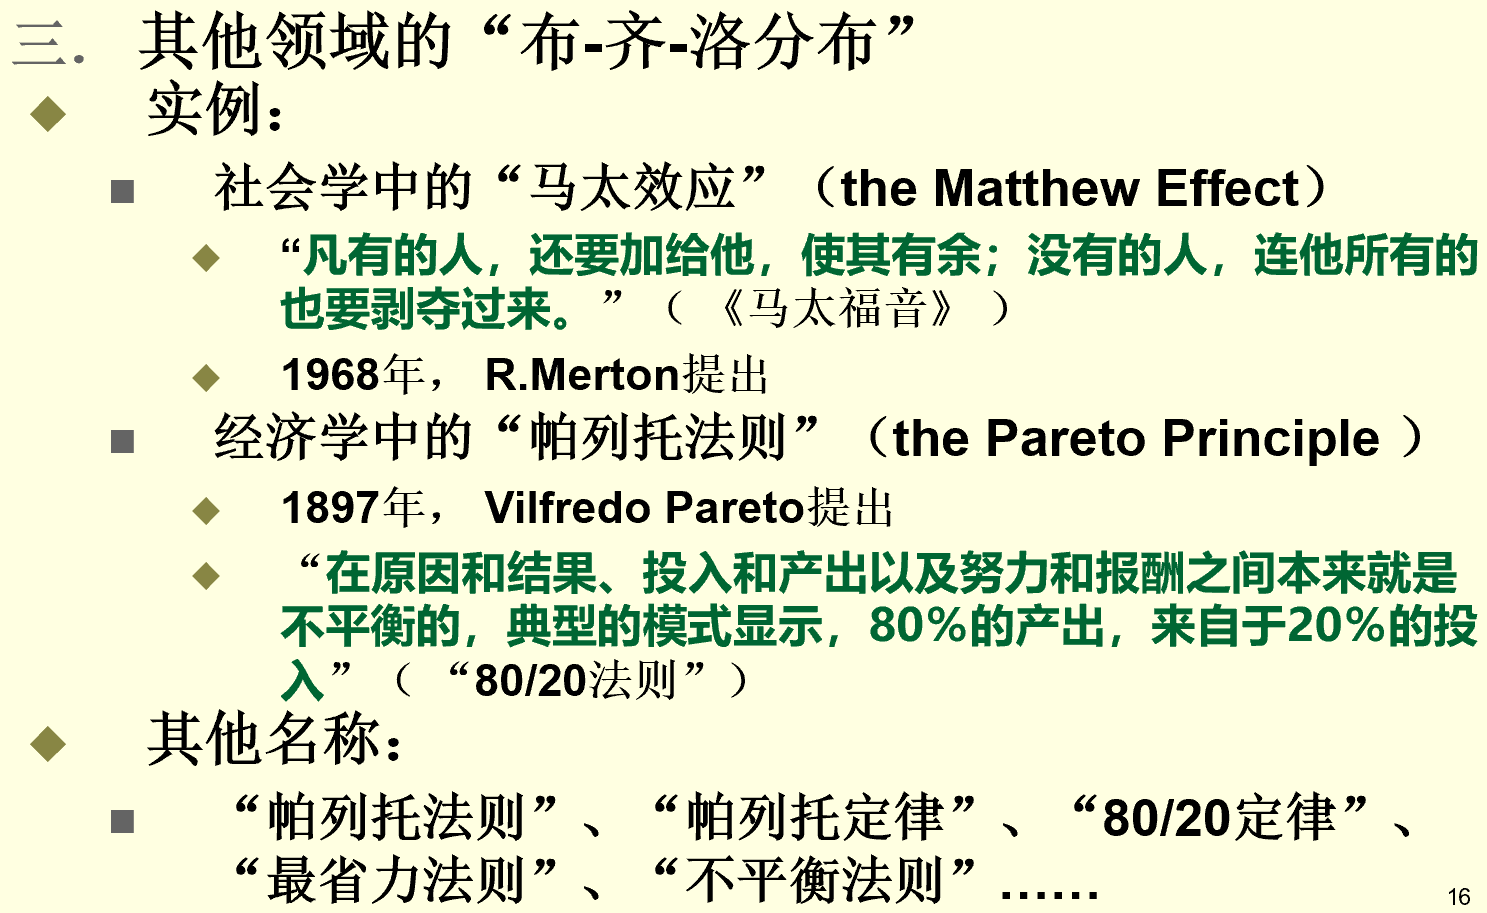 三. 其他领域的“布-齐-洛分布”
实例：
社会学中的“马太效应”（the Matthew Effect）
“凡有的人，还要加给他，使其有余；没有的人，连他所有的
也要剥夺过来。”（《马太福音》）
1968年， R.Merton提出
经济学中的“帕列托法则”（the Pareto Principle ）
1897年， Vilfredo Pareto提出
“在原因和结果、投入和产出以及努力和报酬之间本来就是
不平衡的，典型的模式显示，80%的产出，来自于20%的投
入”（“80/20法则”）
其他名称：
“帕列托法则”、“帕列托定律”、“80/20定律”、
“最省力法则”、“不平衡法则”……
16